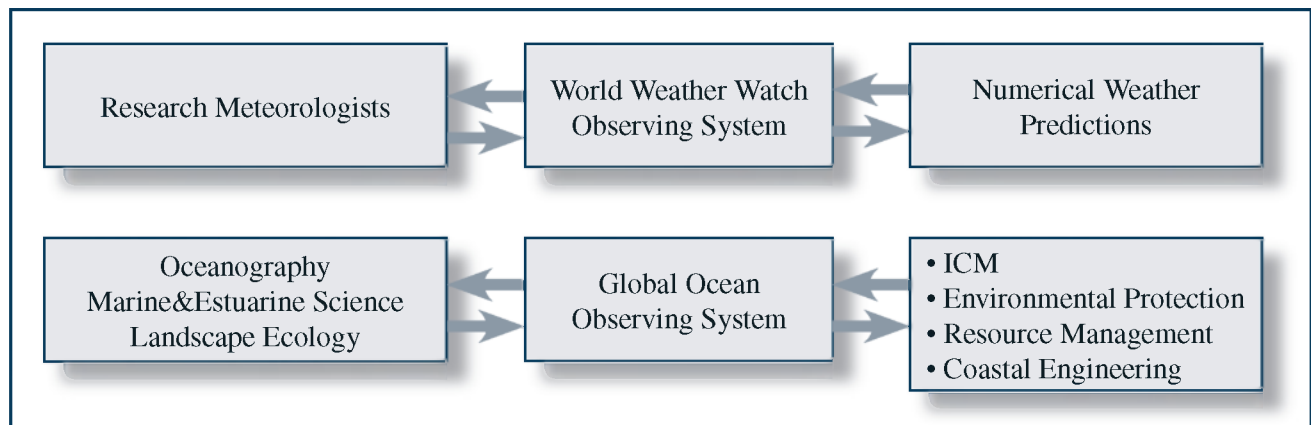 Research Meteorologists
World Weather Watch
Observing System
Numerical Weather
Predictions
Oceanography
Marine&Estuarine Science
Landscape Ecology
Global Ocean
Observing System
• ICM
• Environmental Protection
• Resource Management
• Coastal Engineering